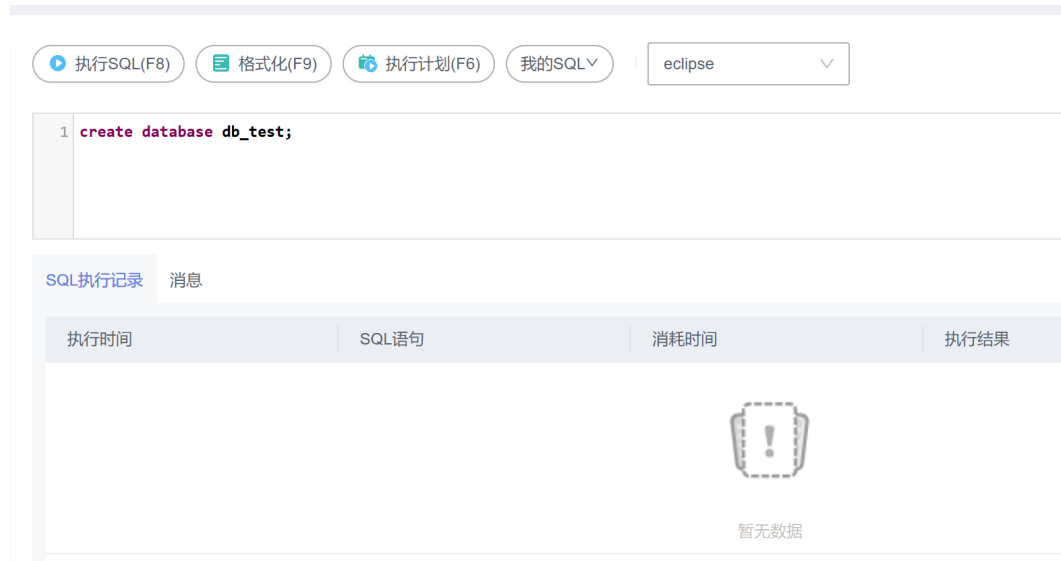 执行SQL(F8) 格式化(F9) 执行计划(F6) 我的SQL eclipse
1 create database db_test;
SQL执行记录 消息
执行时间 SQL语句 消耗时间 执行结果
暂无数据